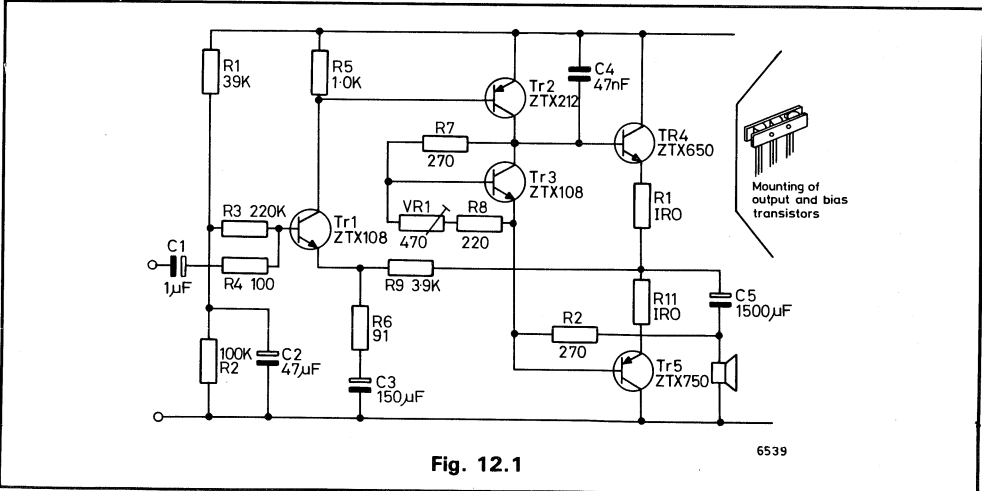 R1
39K
R5
1·0K
Tr2
ZTX212
C4
47nF
R7
270
TR4
ZTX650
Tr3
ZTX108
R1
IRO
Mounting of
output and bias
transistors
R3 220K
Tr1
ZTX108
VR1
470
R8
220
C1
1µF
R4 100
R9 3·9K
R11
IRO
C5
1500µF
R2
270
R6
91
100K
R2
C2
47µF
Tr5
ZTX750
C3
150µF
6539
Fig. 12.1